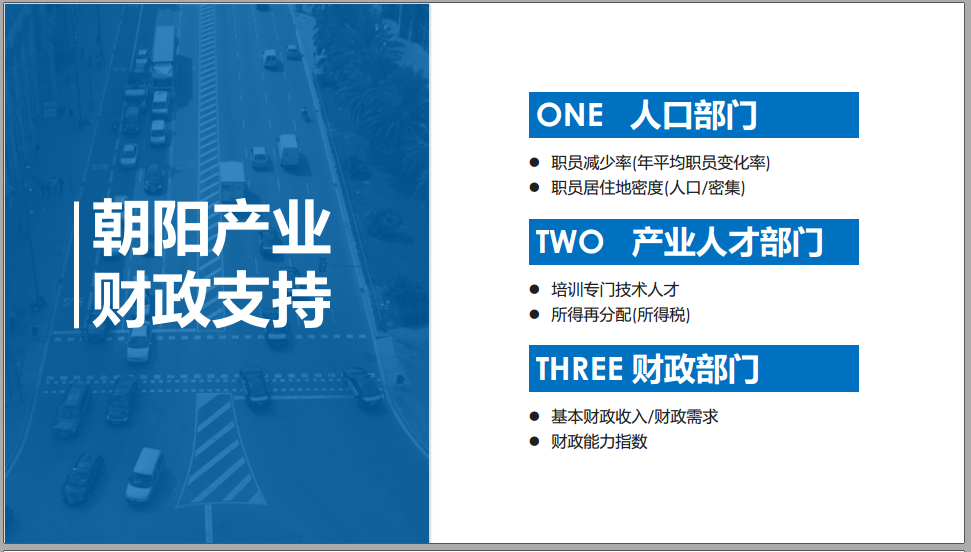 朝阳产业
财政支持
ONE 人口部门
● 职员减少率(年平均职员变化率)
● 职员居住地密度(人口/密集)
TWO 产业人才部门
● 培训专门技术人才
● 所得再分配(所得税)
THREE 财政部门
● 基本财政收入/财政需求
● 财政能力指数